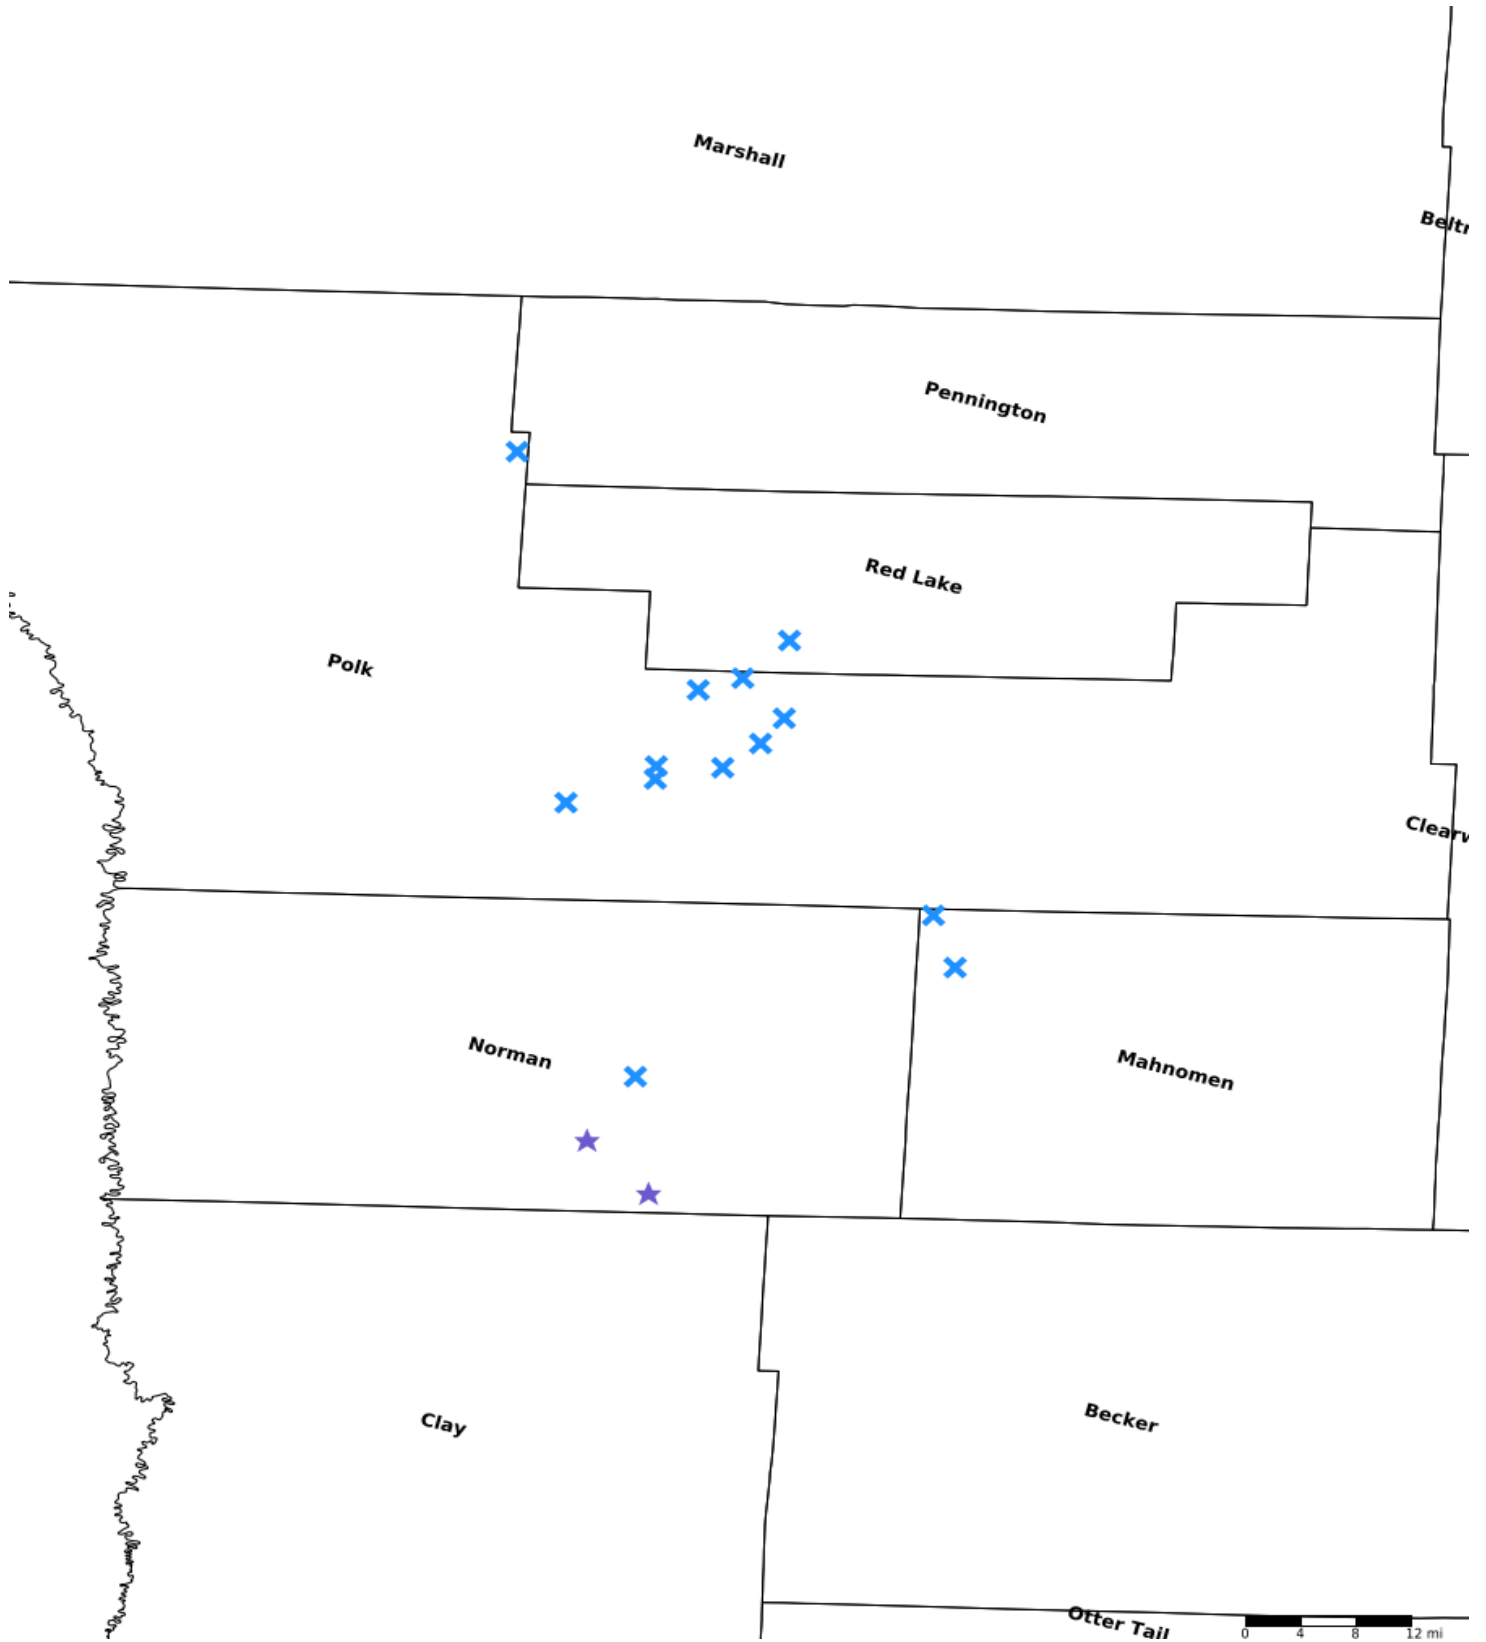 Marshall
Beltr
Pennington
Red Lake
Polk
Clearw
Norman
Mahnomen
Clay
Becker
Otter Tail
0 4 8 12 mi